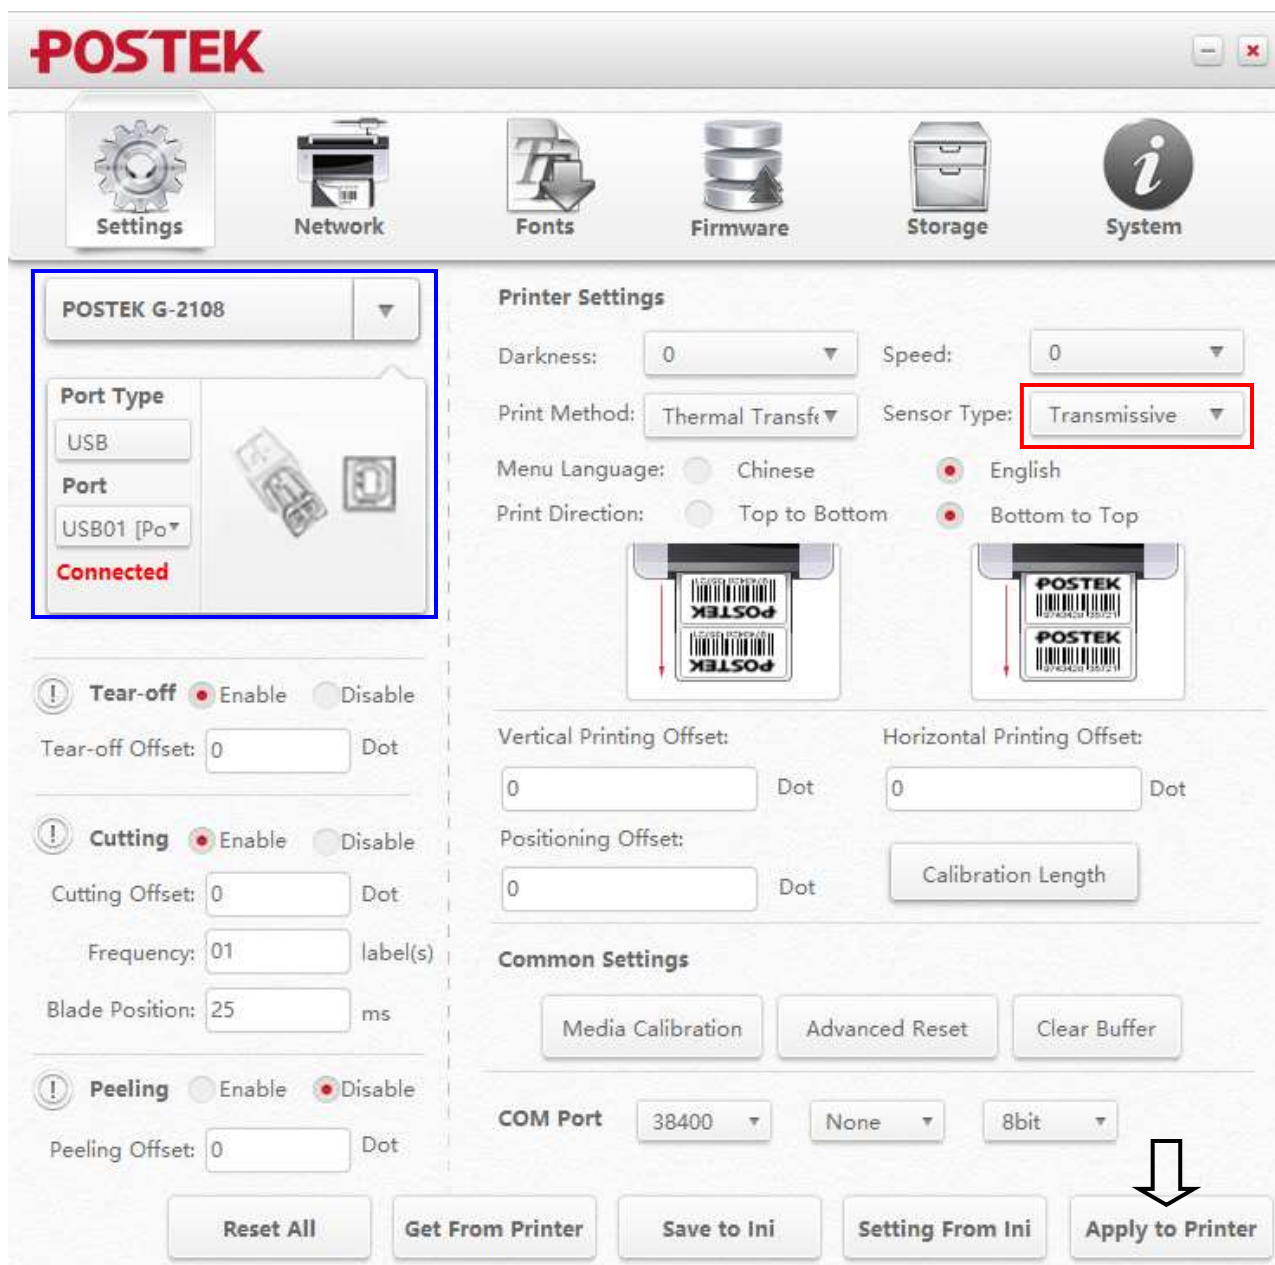 POSTEK
Settings
Network
Fonts
Firmware
Storage
System
POSTEK G-2108
Port Type
USB
Port
USB01 [Po
Connected
Tear-off Enable Disable
Tear-off Offset: 0 Dot
Cutting Enable Disable
Cutting Offset: 0 Dot
Frequency: 01 label(s)
Blade Position: 25 ms
Peeling Enable Disable
Peeling Offset: 0 Dot
Printer Settings
Darkness: 0 Speed: 0
Print Method: Thermal Transfe Sensor Type: Transmissive
Menu Language: Chinese English
Print Direction: Top to Bottom Bottom to Top
POSTEK
POSTEK
POSTEK
POSTEK
Vertical Printing Offset: Horizontal Printing Offset:
0 Dot 0 Dot
Positioning Offset:
0 Dot Calibration Length
Common Settings
Media Calibration Advanced Reset Clear Buffer
COM Port 38400 None 8bit
Reset All Get From Printer Save to Ini Setting From Ini Apply to Printer